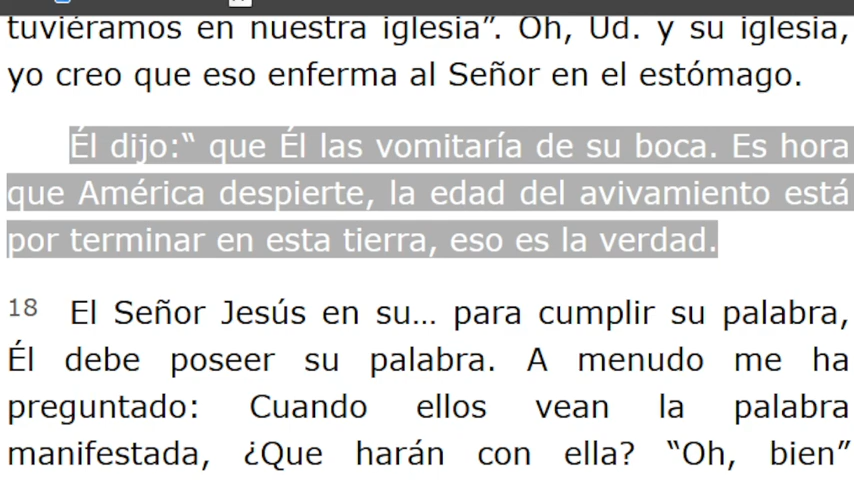 tuviéramos en nuestra iglesia”. Oh, Ud. y su iglesia,
yo creo que eso enferma al Señor en el estómago.
Él dijo:“ que Él las vomitaría de su boca. Es hora
que América despierte, la edad del avivamiento está
por terminar en esta tierra, eso es la verdad.
18 El Señor Jesús en su... para cumplir su palabra,
Él debe poseer su palabra. A menudo me ha
preguntado: Cuando ellos vean la palabra
manifestada, ¿Que harán con ella? “Oh, bien”